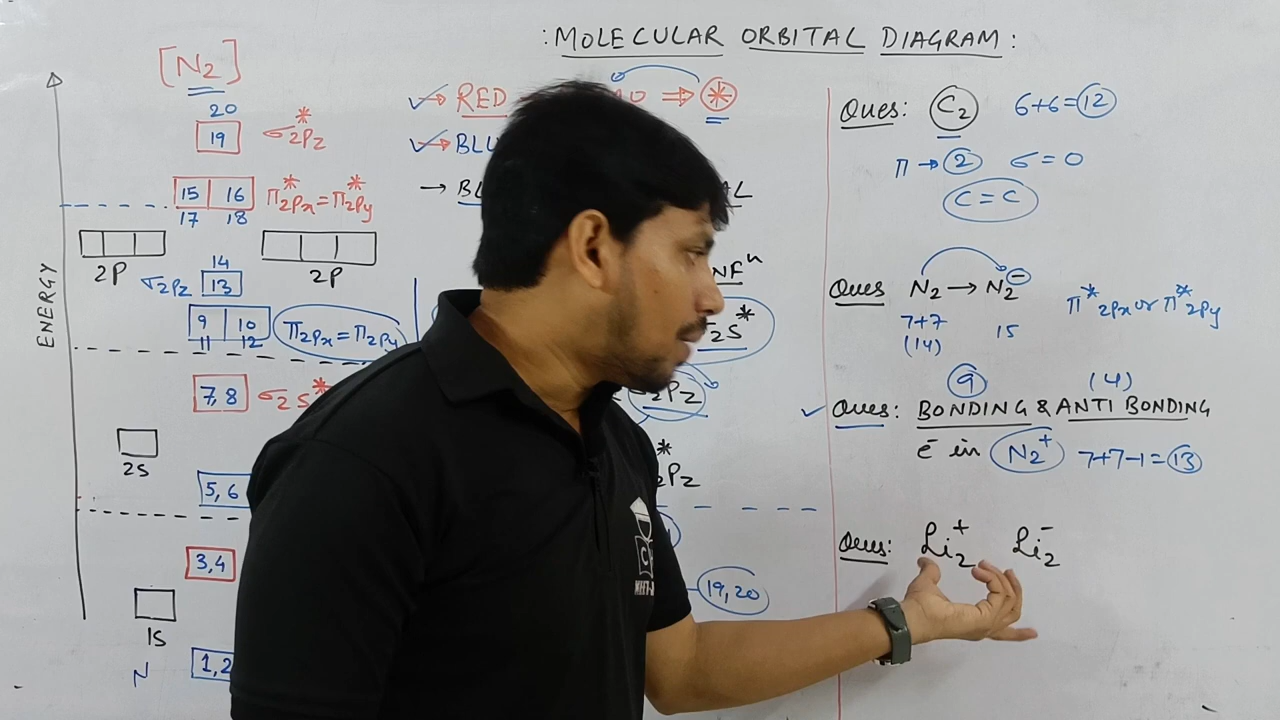 : MOLECULAR ORBITAL DIAGRAM :
[N2]
20
19 σ*2Pz
15 16 π*2Px = π*2Py
17 18
2P 2P
14
σ2Pz 13
9 10
11 12 π2Px = π2Py
7,8 σ2s*
2S
5,6
3,4
1S
N 1,2
ENERGY
RED ⇒ *
BLU
→ BL AL
NFn
2s*
2Pz
*
2Pz
19, 20
Ques: C2 6+6=12
π → 2 σ = 0
C = C
Ques N2 → N2⊖ π*2Px or π*2Py
7+7 15
(14)
9 (4)
Ques: BONDING & ANTI BONDING
e̅ in N2+ 7+7-1=13
Ques: Li2+ Li2-
C